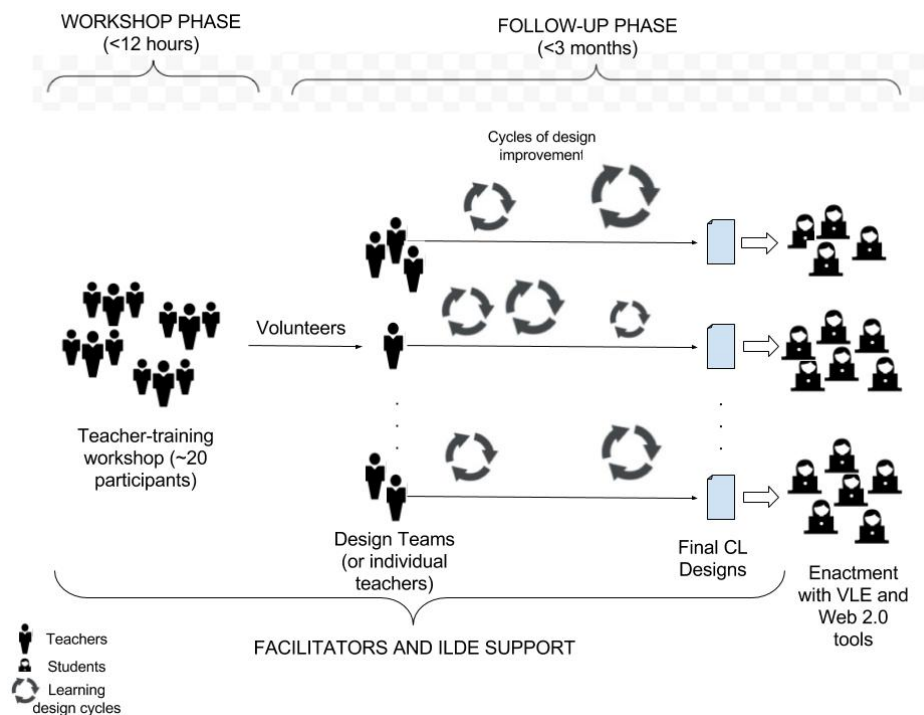 WORKSHOP PHASE
(<12 hours)
FOLLOW-UP PHASE
(<3 months)
Cycles of design
improvement
Volunteers
Teacher-training
workshop (~20
participants)
Design Teams
(or individual
teachers)
Final CL
Designs
Enactment
with VLE and
Web 2.0
tools
FACILITATORS AND ILDE SUPPORT
Teachers
Students
Learning
design cycles